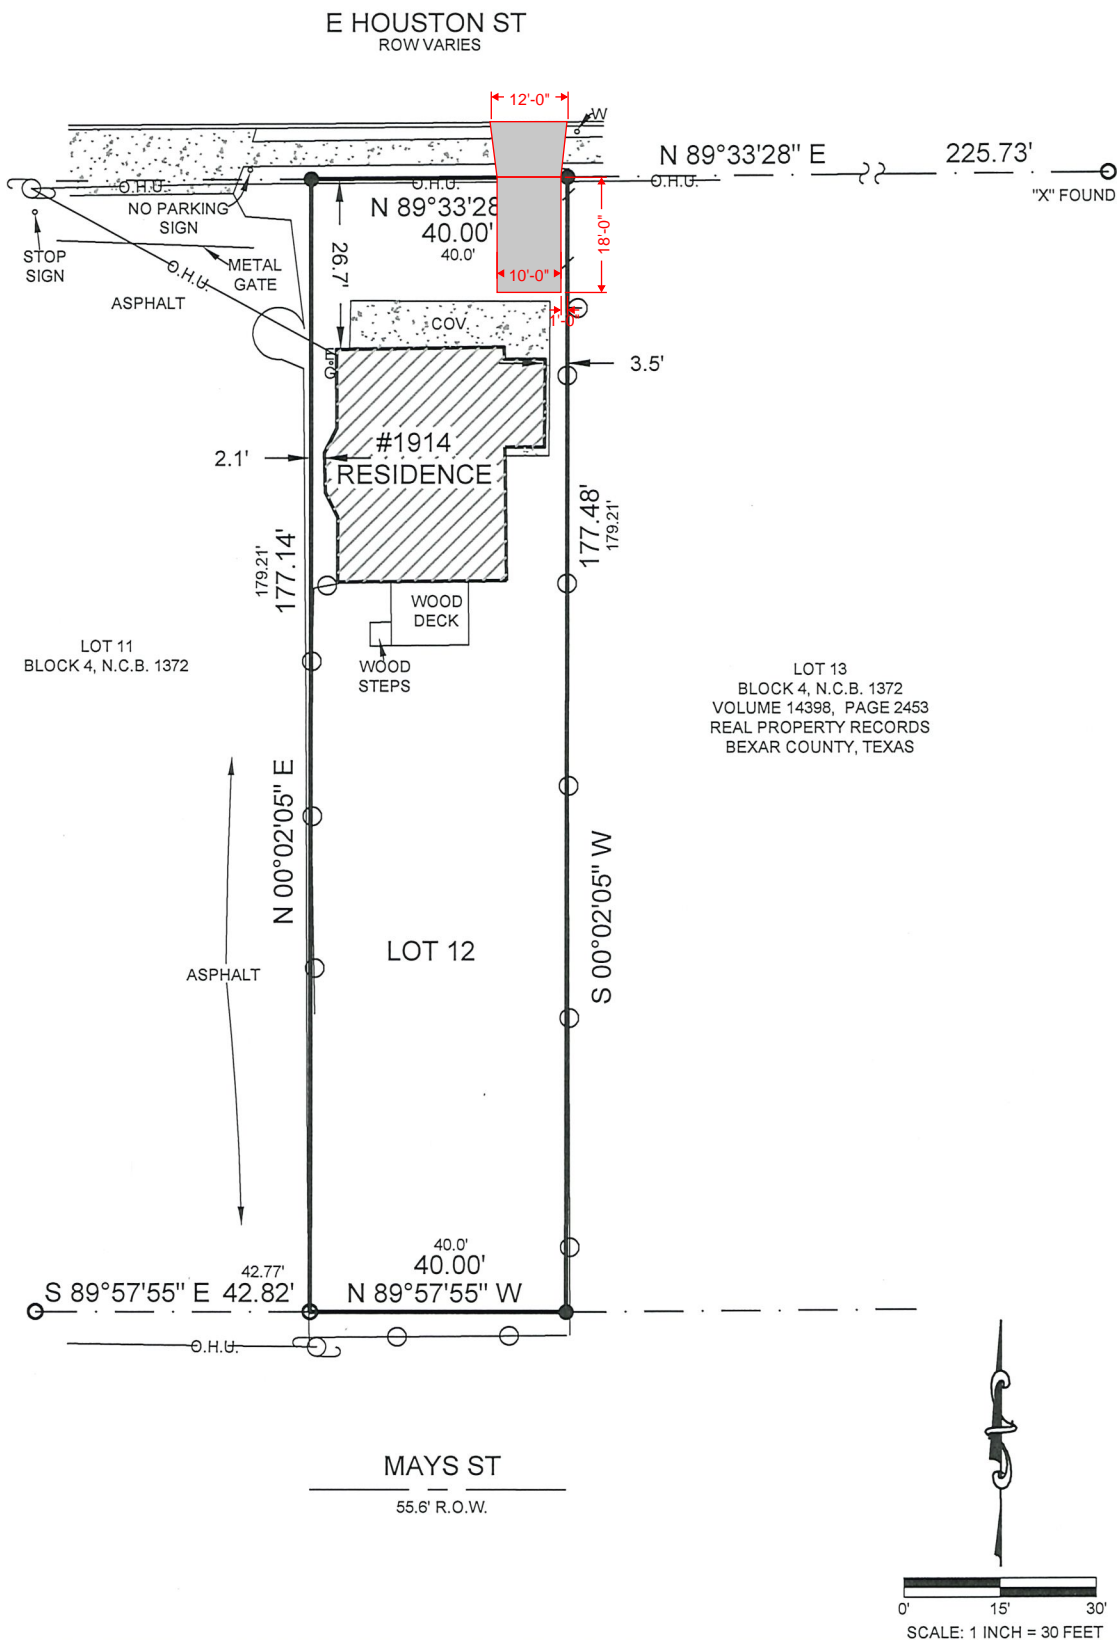 E HOUSTON ST
ROW VARIES
12'-0"
W
N 89°33'28" E
225.73'
"X" FOUND
O.H.U.
O.H.U.
O.H.U.
NO PARKING
SIGN
N 89°33'28
40.00'
40.0'
18'-0"
STOP
SIGN
O.H.U.
METAL
GATE
26.7'
10'-0"
ASPHALT
COV.
1'-0"
3.5'
#1914
RESIDENCE
2.1'
177.48'
179.21'
179.21'
177.14'
WOOD
DECK
WOOD
STEPS
LOT 11
BLOCK 4, N.C.B. 1372
LOT 13
BLOCK 4, N.C.B. 1372
VOLUME 14398, PAGE 2453
REAL PROPERTY RECORDS
BEXAR COUNTY, TEXAS
N 00°02'05" E
S 00°02'05" W
LOT 12
ASPHALT
40.0'
40.00'
N 89°57'55" W
42.77'
S 89°57'55" E 42.82'
O.H.U.
MAYS ST
55.6' R.O.W.
0' 15' 30'
SCALE: 1 INCH = 30 FEET